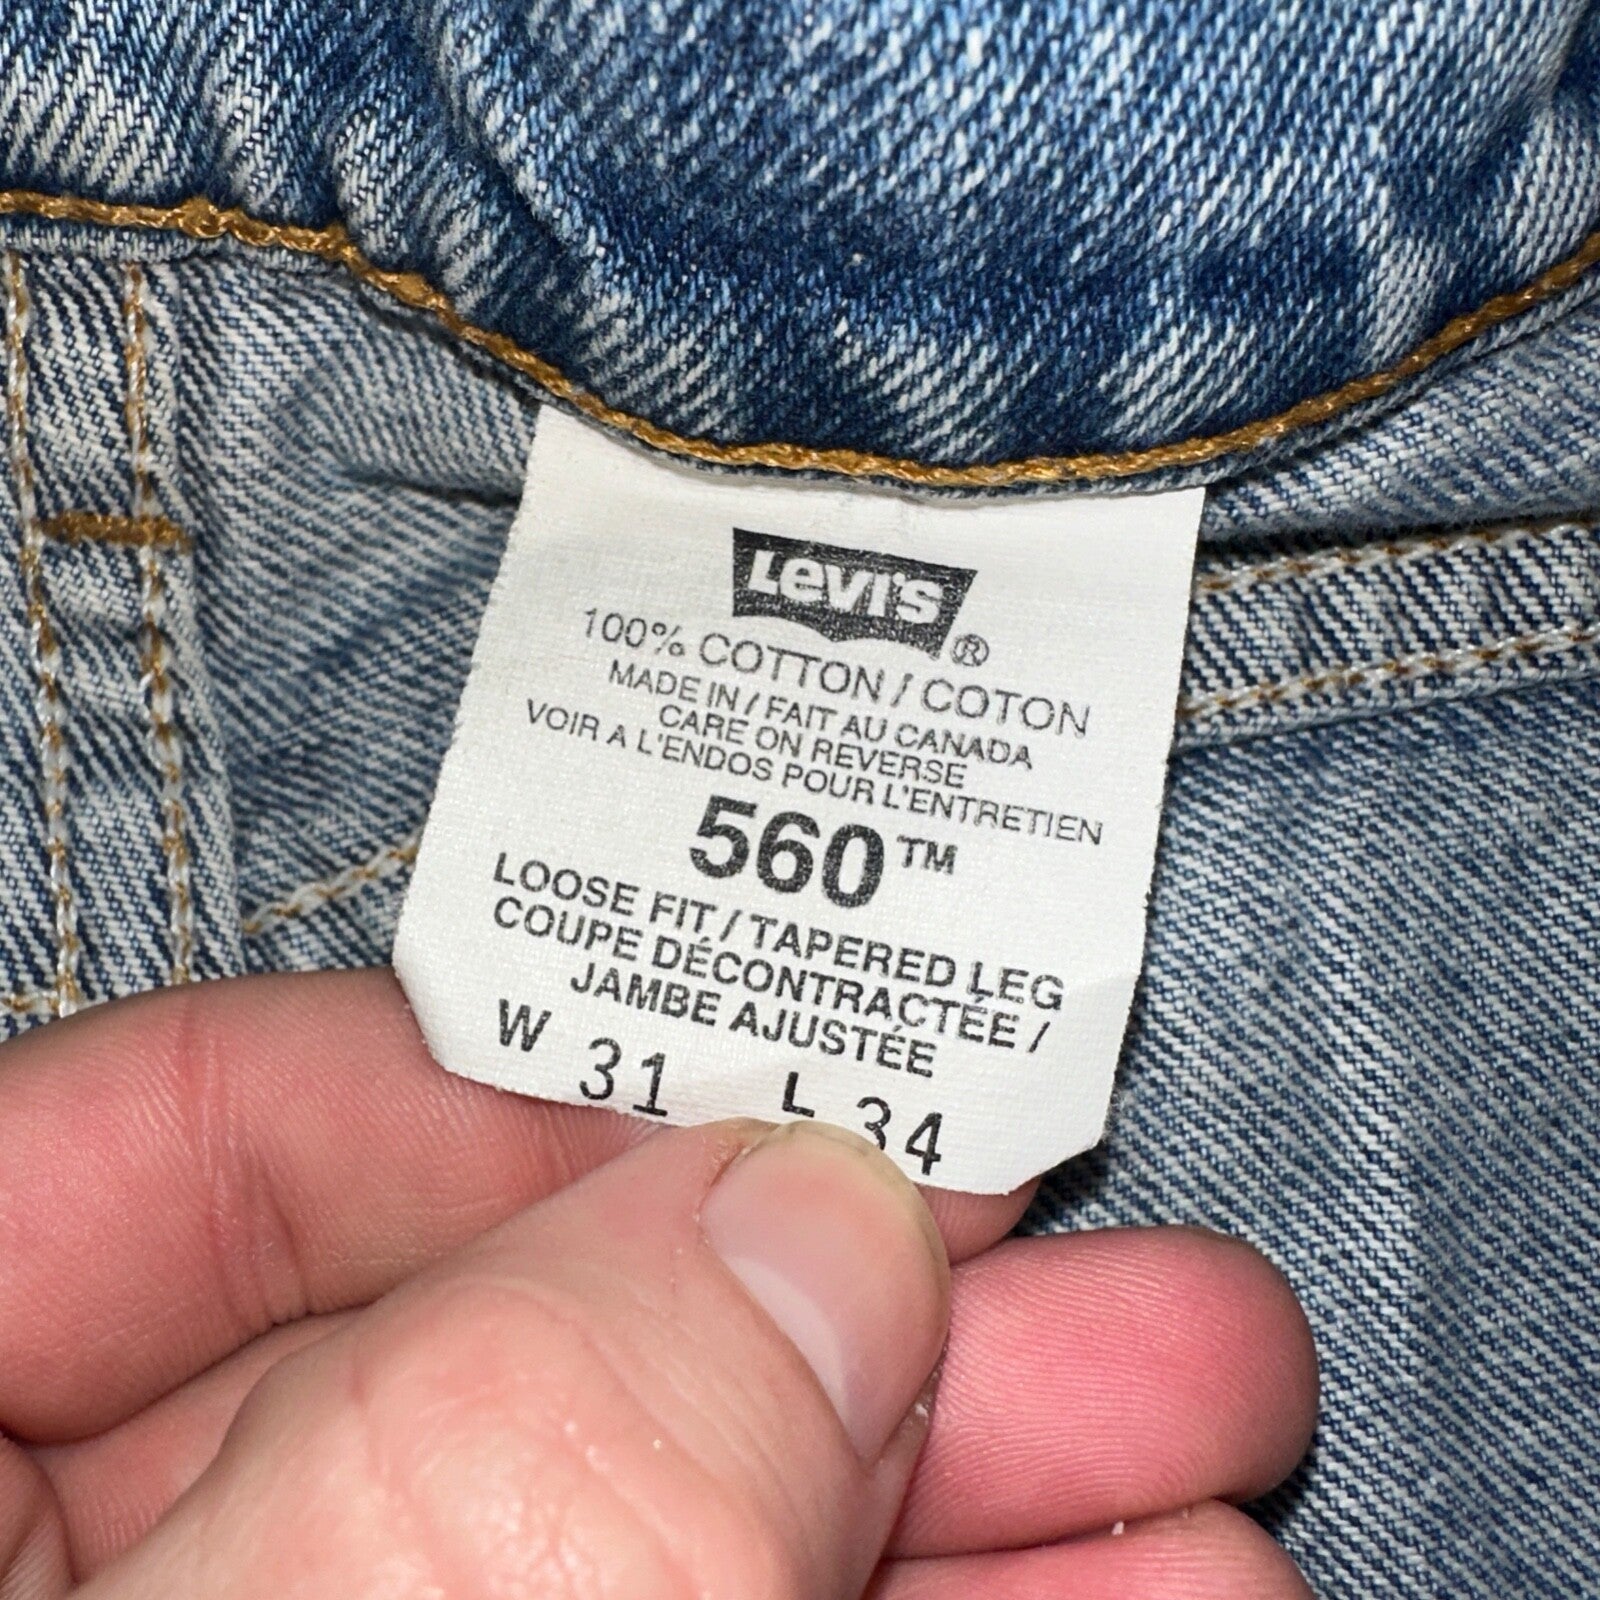 Levi's®
100% COTTON / COTON
MADE IN / FAIT AU CANADA
CARE ON REVERSE
VOIR A L'ENDOS POUR L'ENTRETIEN
560™
LOOSE FIT / TAPERED LEG
COUPE DÉCONTRACTÉE /
JAMBE AJUSTÉE
W 31 L 34